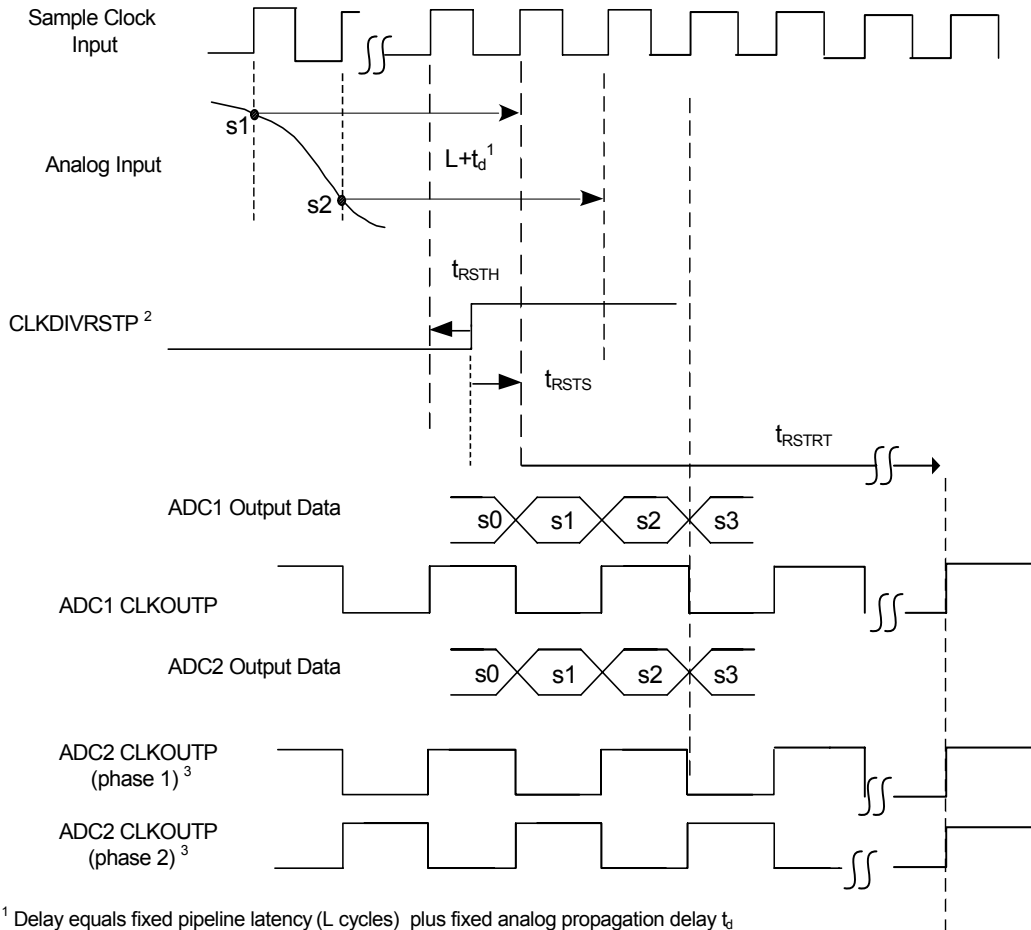 Sample Clock
Input
s1
L+td1
Analog Input
s2
tRSTH
CLKDIVRSTP 2
tRSTS
tRSTRT
ADC1 Output Data
s0 s1 s2 s3
ADC1 CLKOUTP
ADC2 Output Data
s0 s1 s2 s3
ADC2 CLKOUTP
(phase 1) 3
ADC2 CLKOUTP
(phase 2) 3
1 Delay equals fixed pipeline latency (L cycles) plus fixed analog propagation delay td